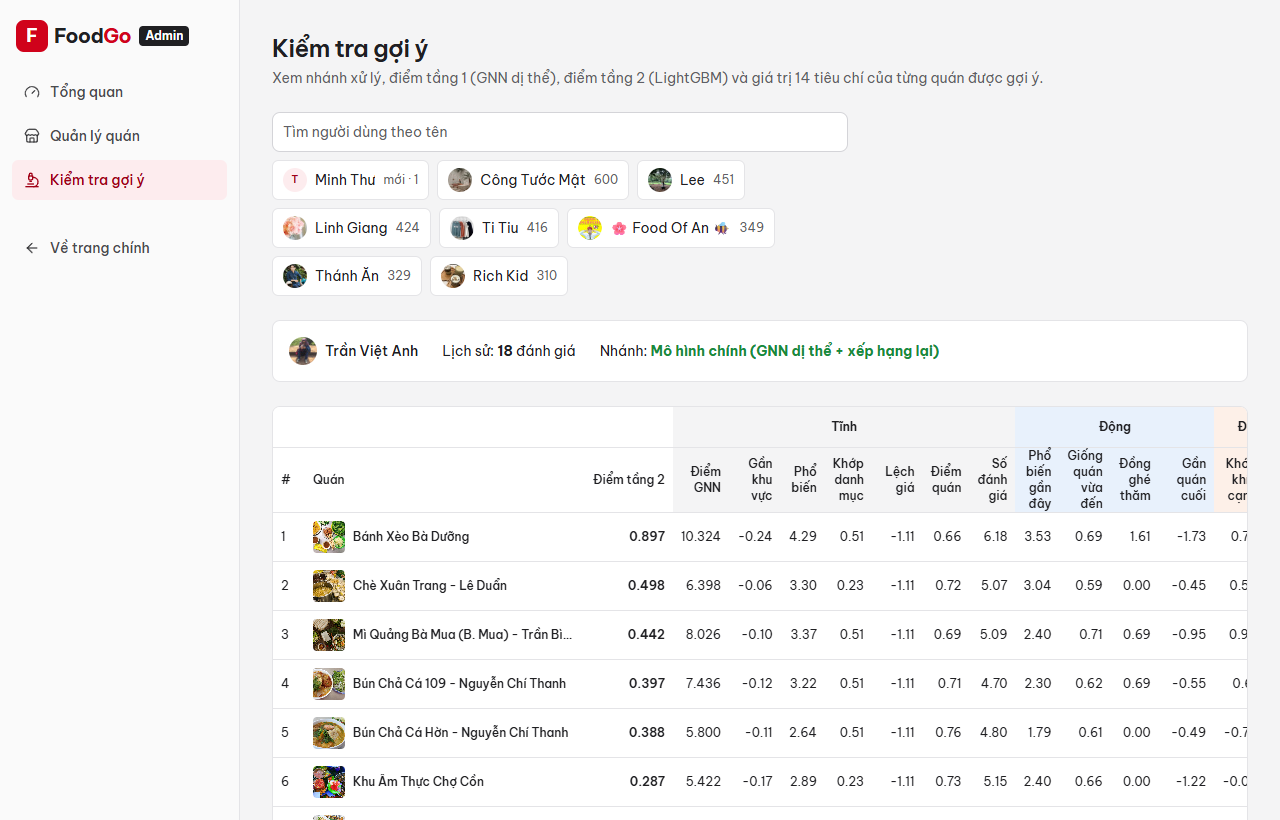 F FoodGo Admin
Tổng quan
Quản lý quán
Kiểm tra gợi ý
Về trang chính
Kiểm tra gợi ý
Xem nhánh xử lý, điểm tầng 1 (GNN dị thể), điểm tầng 2 (LightGBM) và giá trị 14 tiêu chí của từng quán được gợi ý.
Tìm người dùng theo tên
T Minh Thu mới · 1 Công Tước Mật 600 Lee 451
Linh Giang 424 Ti Tiu 416 🌸 Food Of An 🐝 349
Thánh Ăn 329 Rich Kid 310
Trần Việt Anh Lịch sử: 18 đánh giá Nhánh: Mô hình chính (GNN dị thể + xếp hạng lại)
Tĩnh Động
# Quán Điểm tầng 2 Điểm GNN Gần khu vực Phổ biến Khớp danh mục Lệch giá Điểm quán Số đánh giá Phổ biến gần đây Giống quán vừa đến Đồng ghé thăm Gần quán cuối
1 Bánh Xèo Bà Dưỡng 0.897 10.324 -0.24 4.29 0.51 -1.11 0.66 6.18 3.53 0.69 1.61 -1.73
2 Chè Xuân Trang - Lê Duẩn 0.498 6.398 -0.06 3.30 0.23 -1.11 0.72 5.07 3.04 0.59 0.00 -0.45
3 Mì Quảng Bà Mua (B. Mua) - Trần Bì... 0.442 8.026 -0.10 3.37 0.51 -1.11 0.69 5.09 2.40 0.71 0.69 -0.95
4 Bún Chả Cá 109 - Nguyễn Chí Thanh 0.397 7.436 -0.12 3.22 0.51 -1.11 0.71 4.70 2.30 0.62 0.69 -0.55
5 Bún Chả Cá Hờn - Nguyễn Chí Thanh 0.388 5.800 -0.11 2.64 0.51 -1.11 0.76 4.80 1.79 0.61 0.00 -0.49
6 Khu Ẩm Thực Chợ Cồn 0.287 5.422 -0.17 2.89 0.23 -1.11 0.73 5.15 2.40 0.66 0.00 -1.22